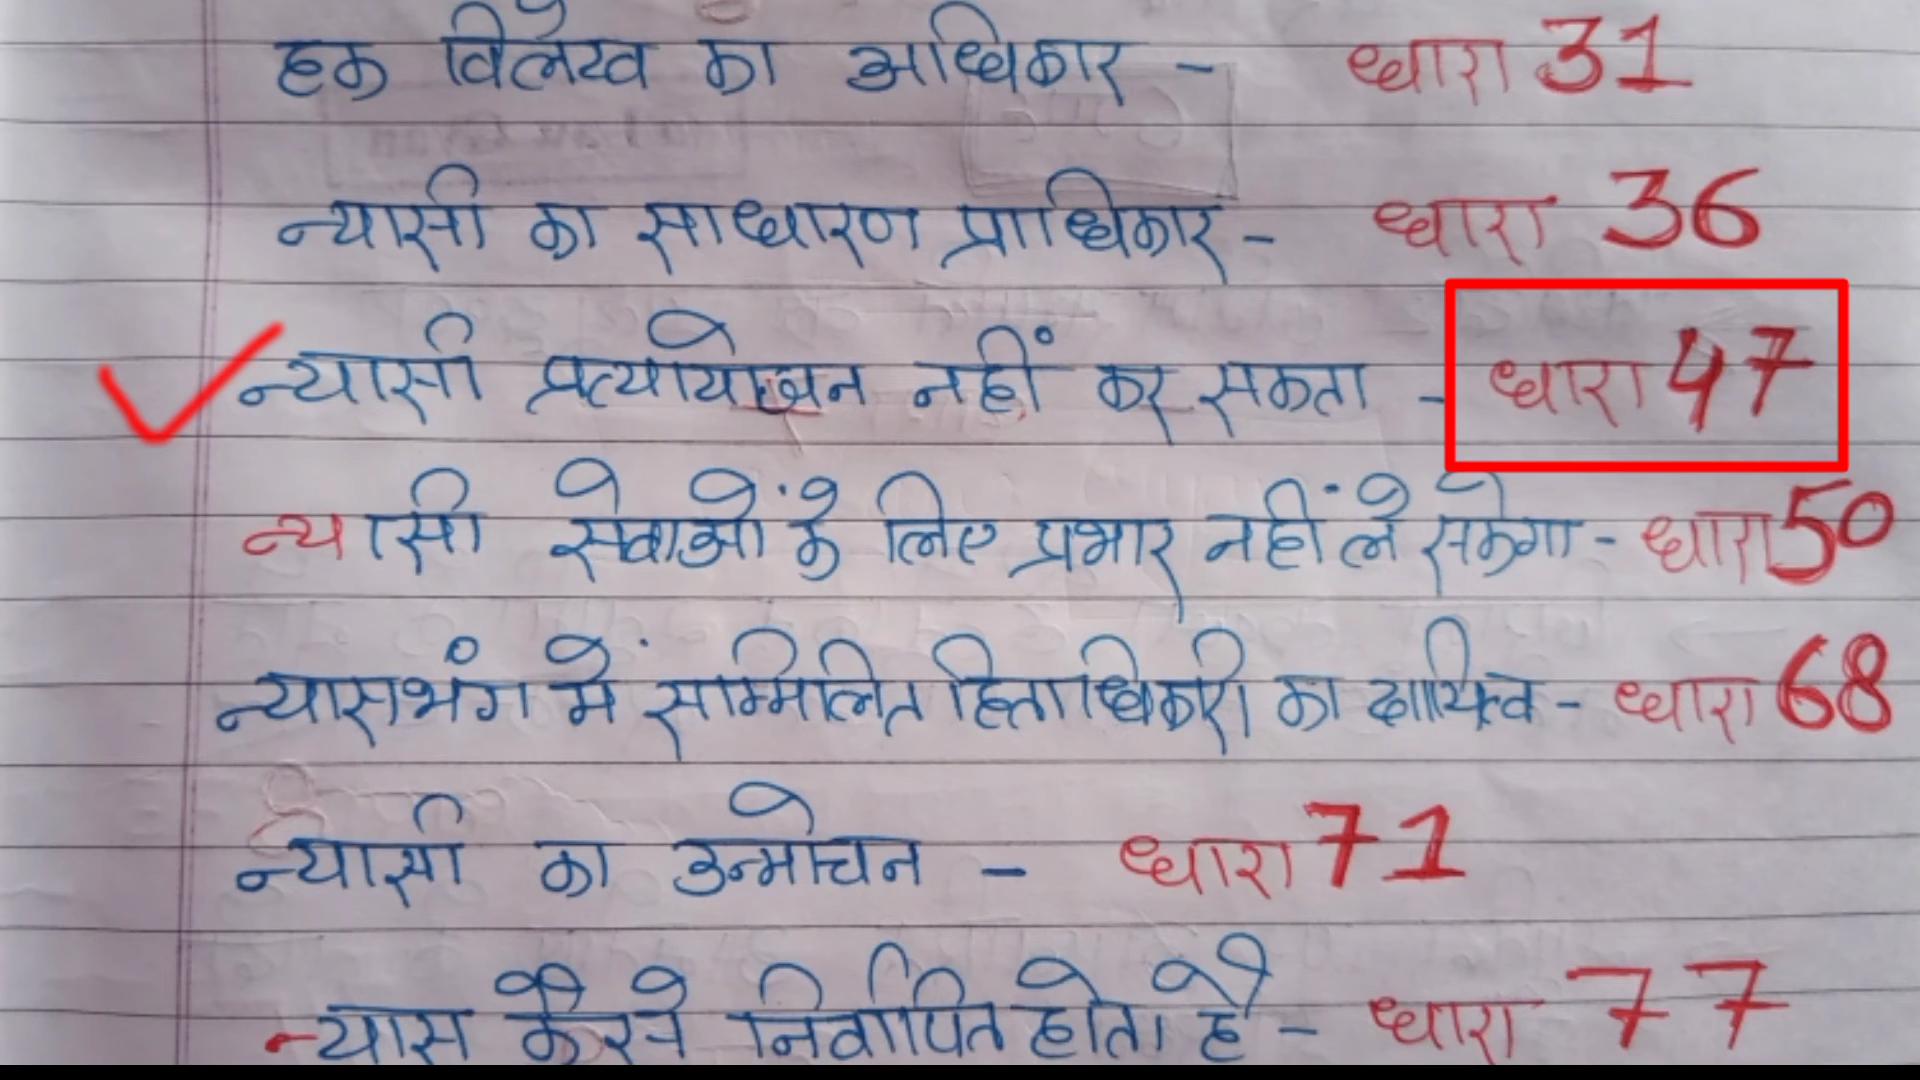 हक विलेख का अधिकार - धारा 31
न्यासी का साधारण प्राधिकार - धारा 36
न्यासी प्रत्यायोजन नहीं कर सकता - धारा 47
न्यासी सेवाओं के लिए प्रभार नहीं ले सकेगा - धारा 50
न्यासभंग में सम्मिलित हिताधिकारी का दायित्व - धारा 68
न्यासी का उन्मोचन - धारा 71
न्यास कैसे निर्वापित होता है - धारा 77